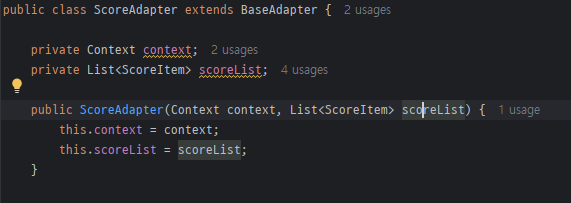 public class ScoreAdapter extends BaseAdapter {  2 usages
private Context context;  2 usages
private List<ScoreItem> scoreList;  4 usages
public ScoreAdapter(Context context, List<ScoreItem> scoreList) {  1 usage
this.context = context;
this.scoreList = scoreList;
}